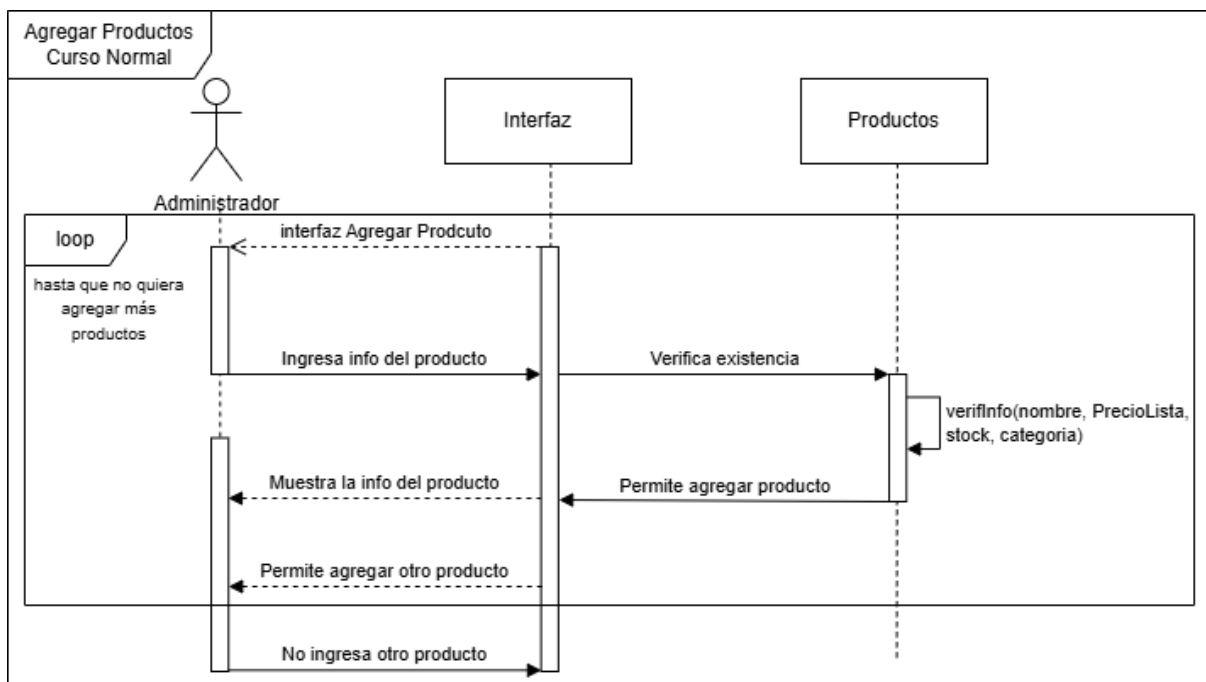 Agregar Productos
Curso Normal
Interfaz
Productos
Administrador
loop
interfaz Agregar Prodcuto
hasta que no quiera
agregar más
productos
Ingresa info del producto
Verifica existencia
verifInfo(nombre, PrecioLista,
stock, categoria)
Muestra la info del producto
Permite agregar producto
Permite agregar otro producto
No ingresa otro producto